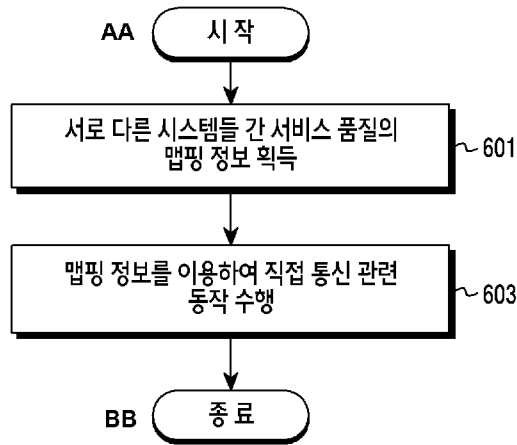 AA 시작
서로 다른 시스템들 간 서비스 품질의
맵핑 정보 획득
601
맵핑 정보를 이용하여 직접 통신 관련
동작 수행
603
BB 종료